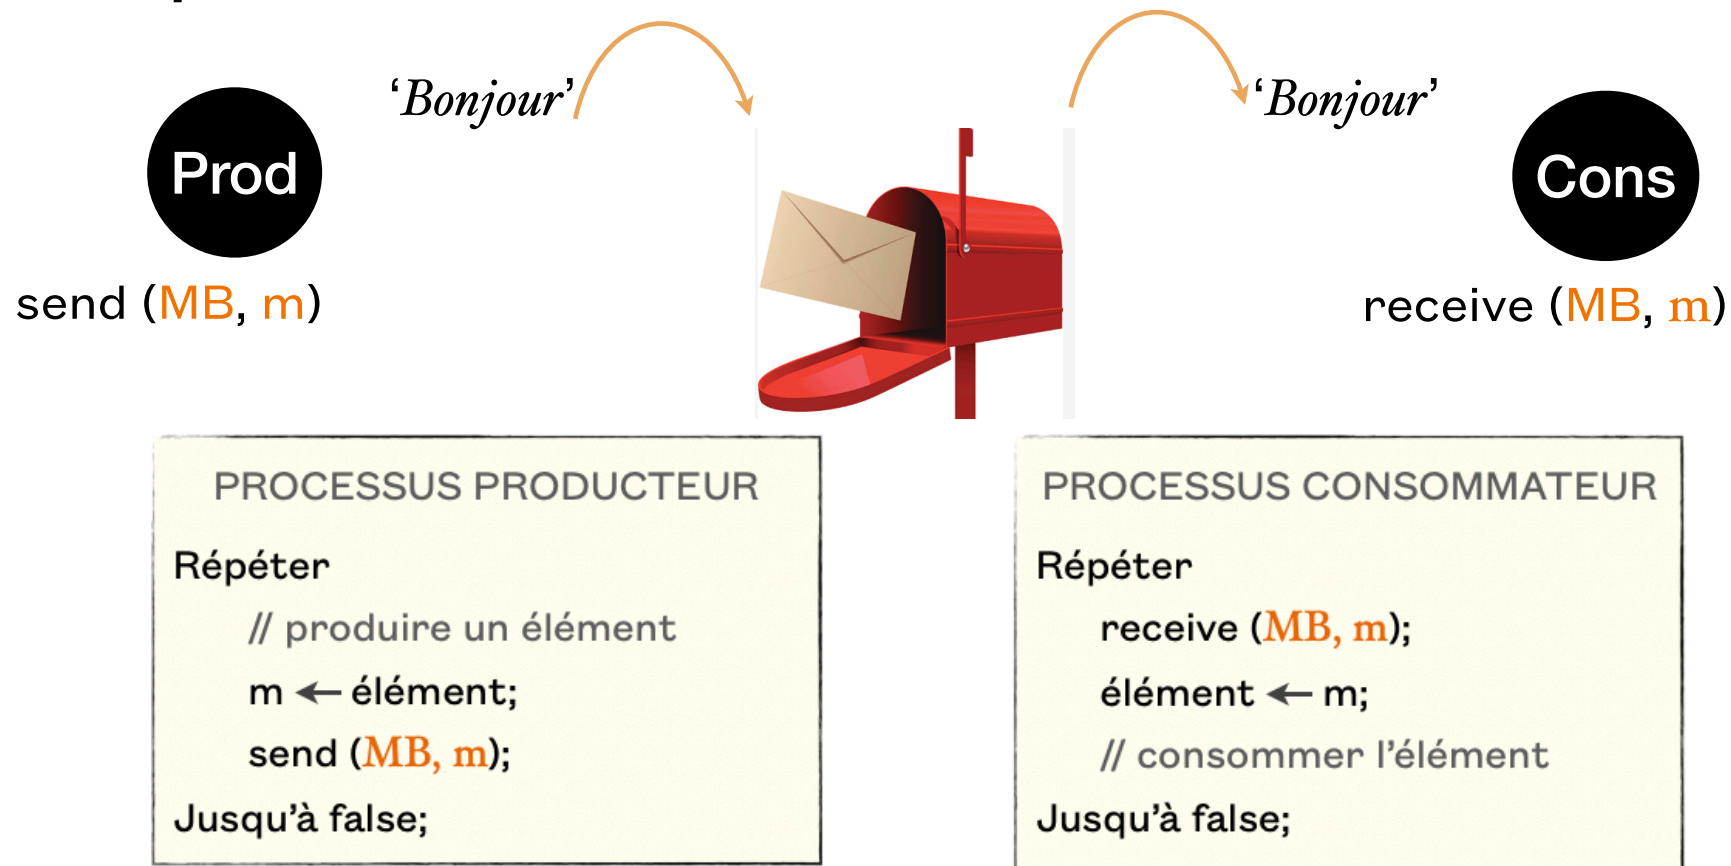 ‘Bonjour’
‘Bonjour’
Prod
Cons
send (MB, m)
receive (MB, m)
PROCESSUS PRODUCTEUR
Répéter
// produire un élément
m ← élément;
send (MB, m);
Jusqu’à false;
PROCESSUS CONSOMMATEUR
Répéter
receive (MB, m);
élément ← m;
// consommer l’élément
Jusqu’à false;